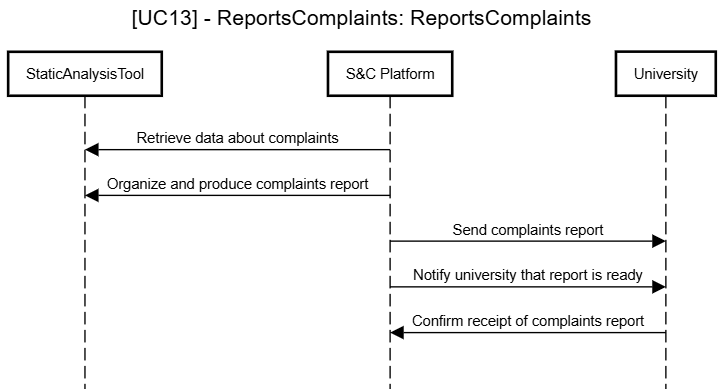 [UC13] - ReportsComplaints: ReportsComplaints
StaticAnalysisTool
S&C Platform
University
Retrieve data about complaints
Organize and produce complaints report
Send complaints report
Notify university that report is ready
Confirm receipt of complaints report